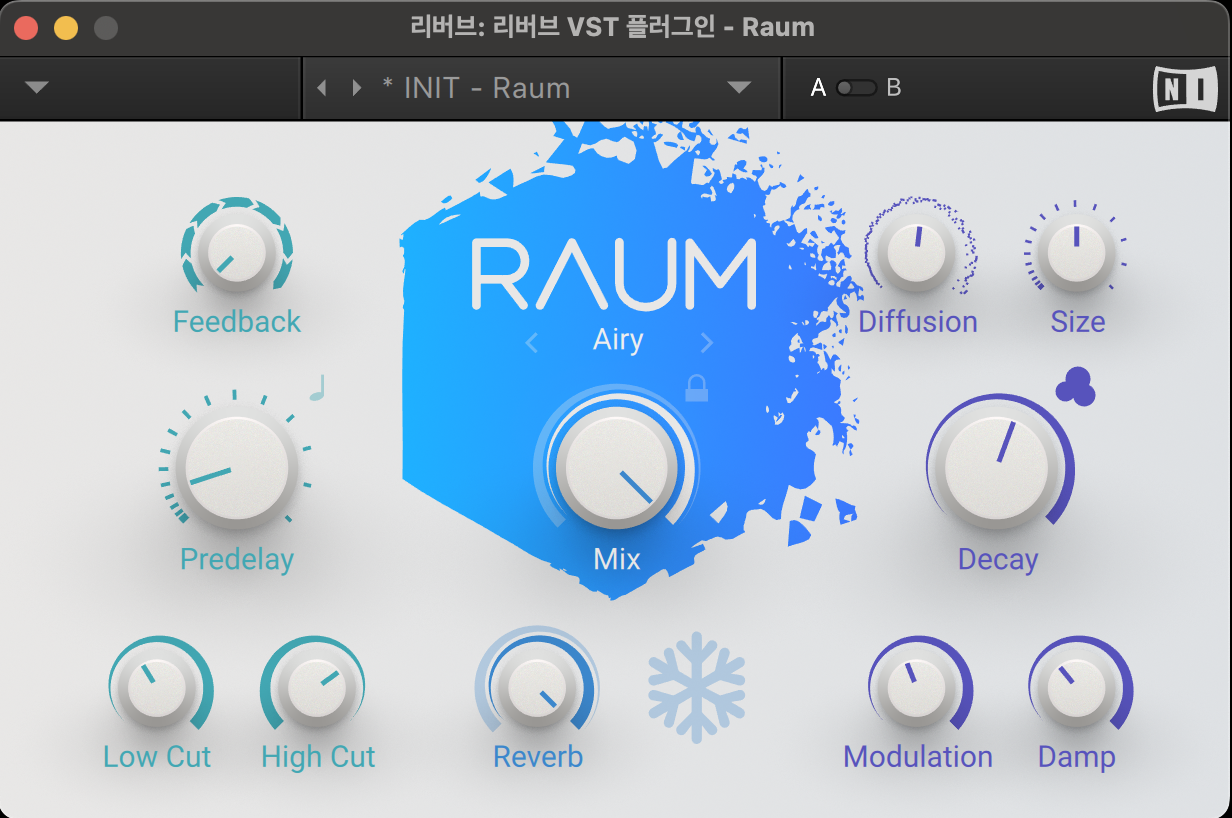 리버브: 리버브 VST 플러그인 - Raum
* INIT - Raum
A B
NI
RAUM
Feedback
Airy
Diffusion
Size
Predelay
Mix
Decay
Low Cut
High Cut
Reverb
Modulation
Damp